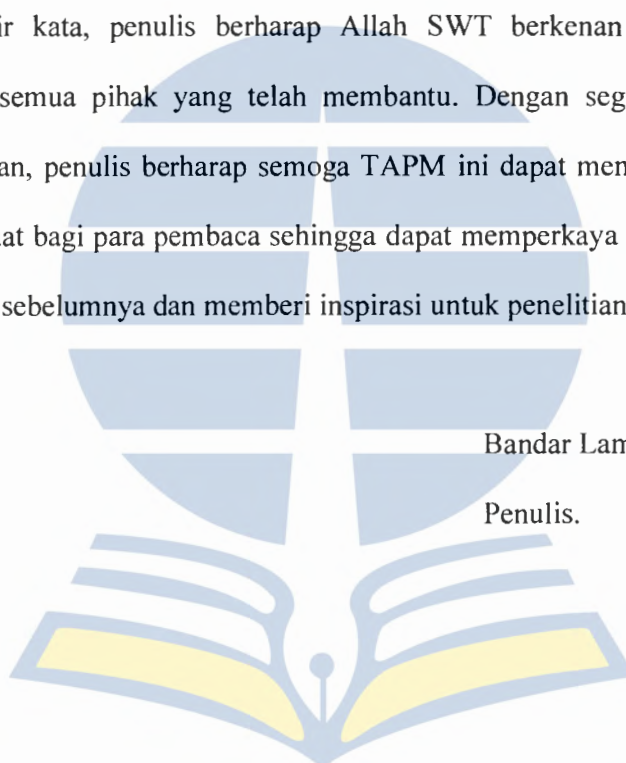 ir kata, penulis berharap Allah SWT berkenan
semua pihak yang telah membantu. Dengan seg
an, penulis berharap semoga TAPM ini dapat men
at bagi para pembaca sehingga dapat memperkaya
sebelumnya dan memberi inspirasi untuk penelitian
Bandar Lam
Penulis.